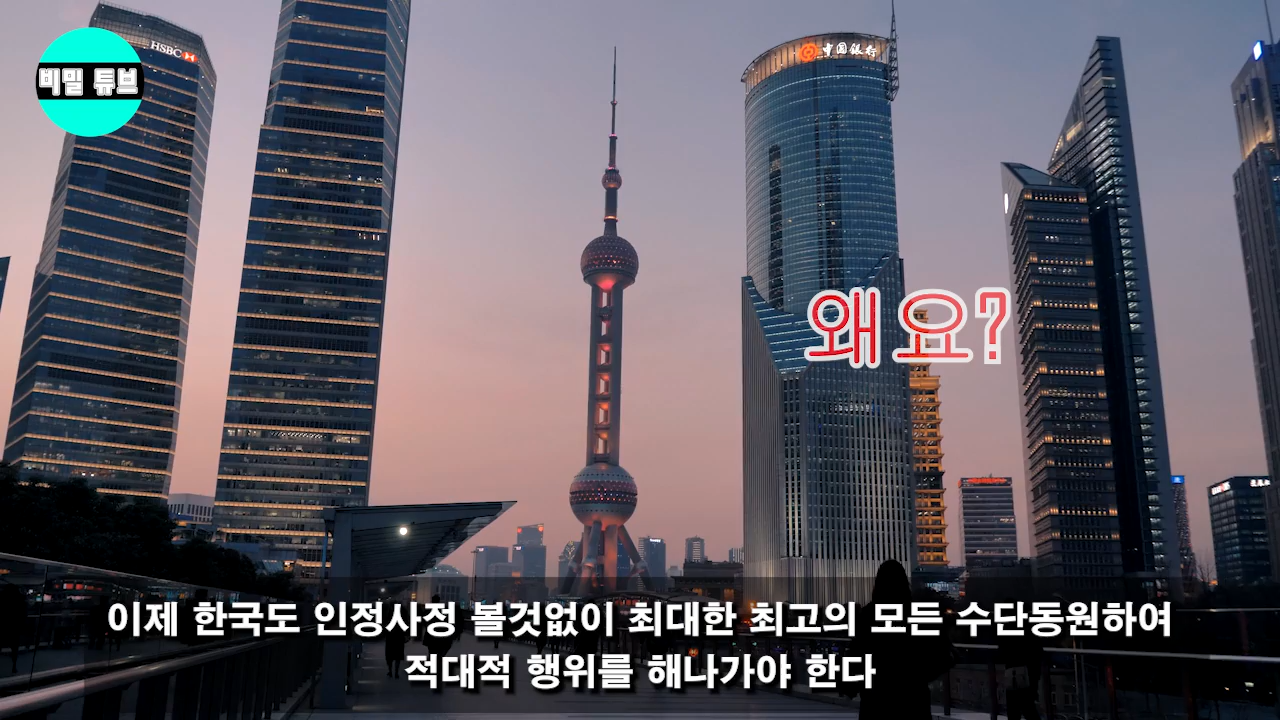 HSBC
비밀 튜브
中国银行
왜요?
이제 한국도 인정사정 볼것없이 최대한 최고의 모든 수단동원하여
적대적 행위를 해나가야 한다